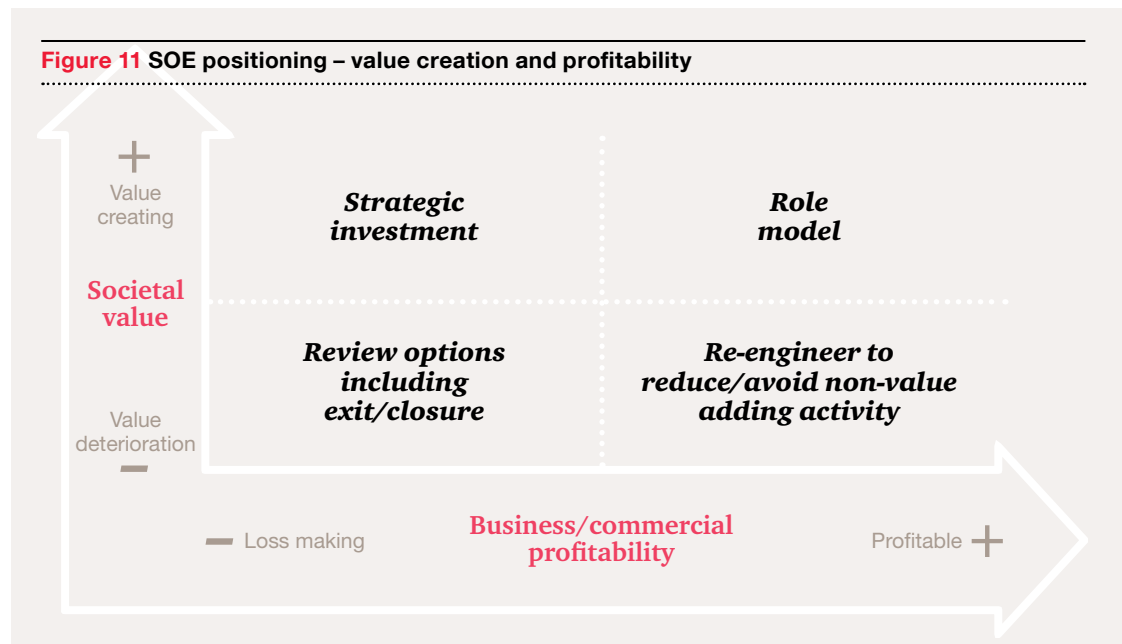 Figure 11 SOE positioning – value creation and profitability
+
Value
creating
Strategic
investment
Role
model
Societal
value
Review options
including
exit/closure
Re-engineer to
reduce/avoid non-value
adding activity
Value
deterioration
–
– Loss making
Business/commercial
profitability
Profitable +